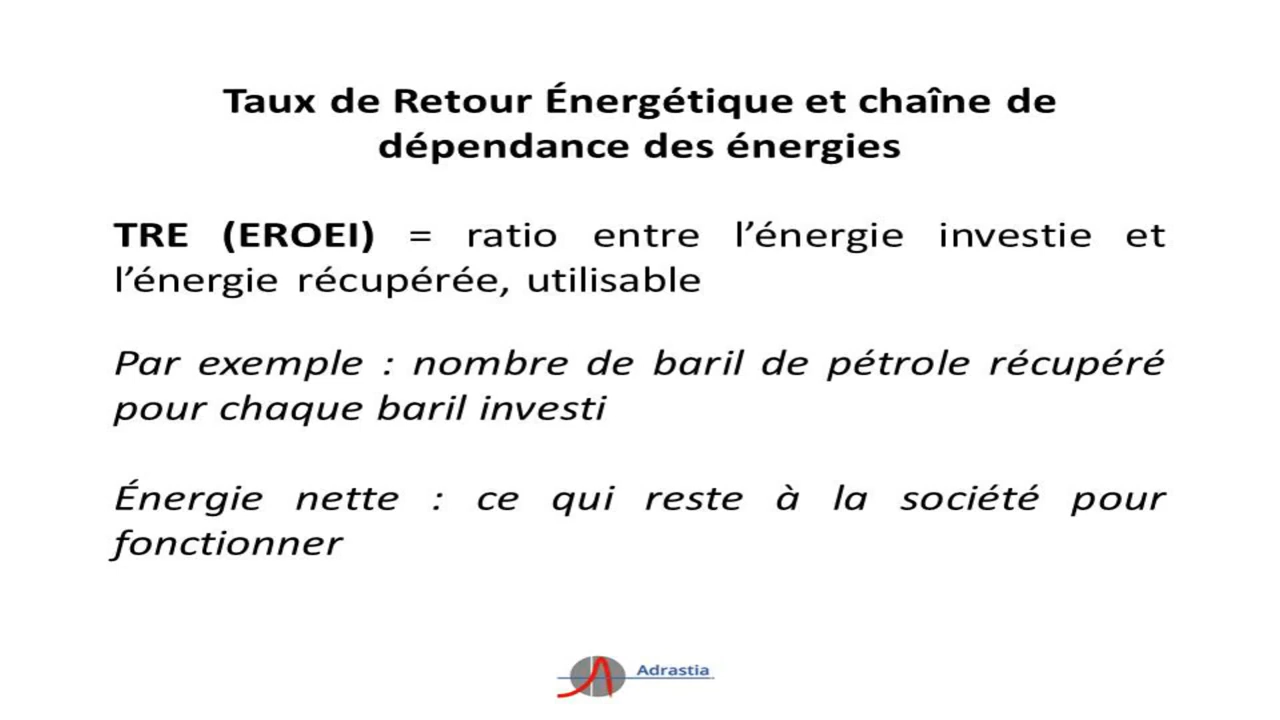 Taux de Retour Énergétique et chaîne de
dépendance des énergies
TRE (EROEI) = ratio entre l’énergie investie et
l’énergie récupérée, utilisable
Par exemple : nombre de baril de pétrole récupéré
pour chaque baril investi
Énergie nette : ce qui reste à la société pour
fonctionner
Adrastia